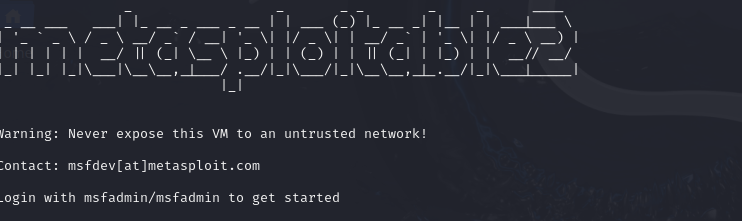 metasploitable2
Warning: Never expose this VM to an untrusted network!
Contact: msfdev[at]metasploit.com
Login with msfadmin/msfadmin to get started